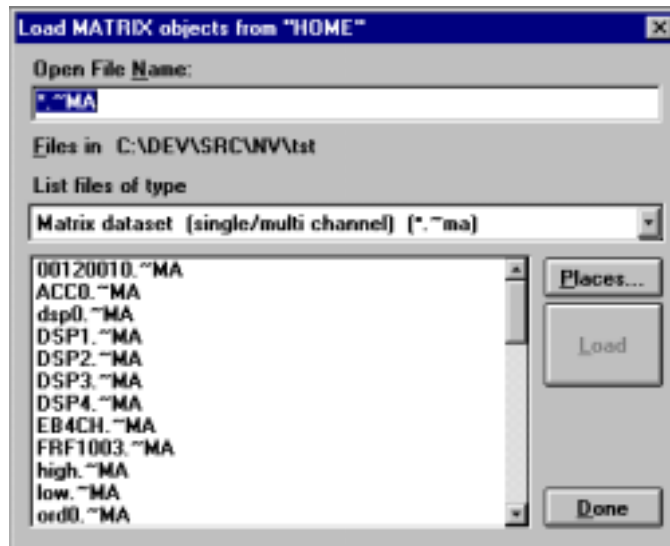 Load MATRIX objects from "HOME"
Open File Name:
*.~MA
Files in C:\DEV\SRC\NV\tst
List files of type
Matrix dataset (single/multi channel) (*.~ma)
00120010.~MA
ACC0.~MA
dsp0.~MA
DSP1.~MA
DSP2.~MA
DSP3.~MA
DSP4.~MA
EB4CH.~MA
FRF1003.~MA
high.~MA
low.~MA
ord0.~MA
Places...
Load
Done